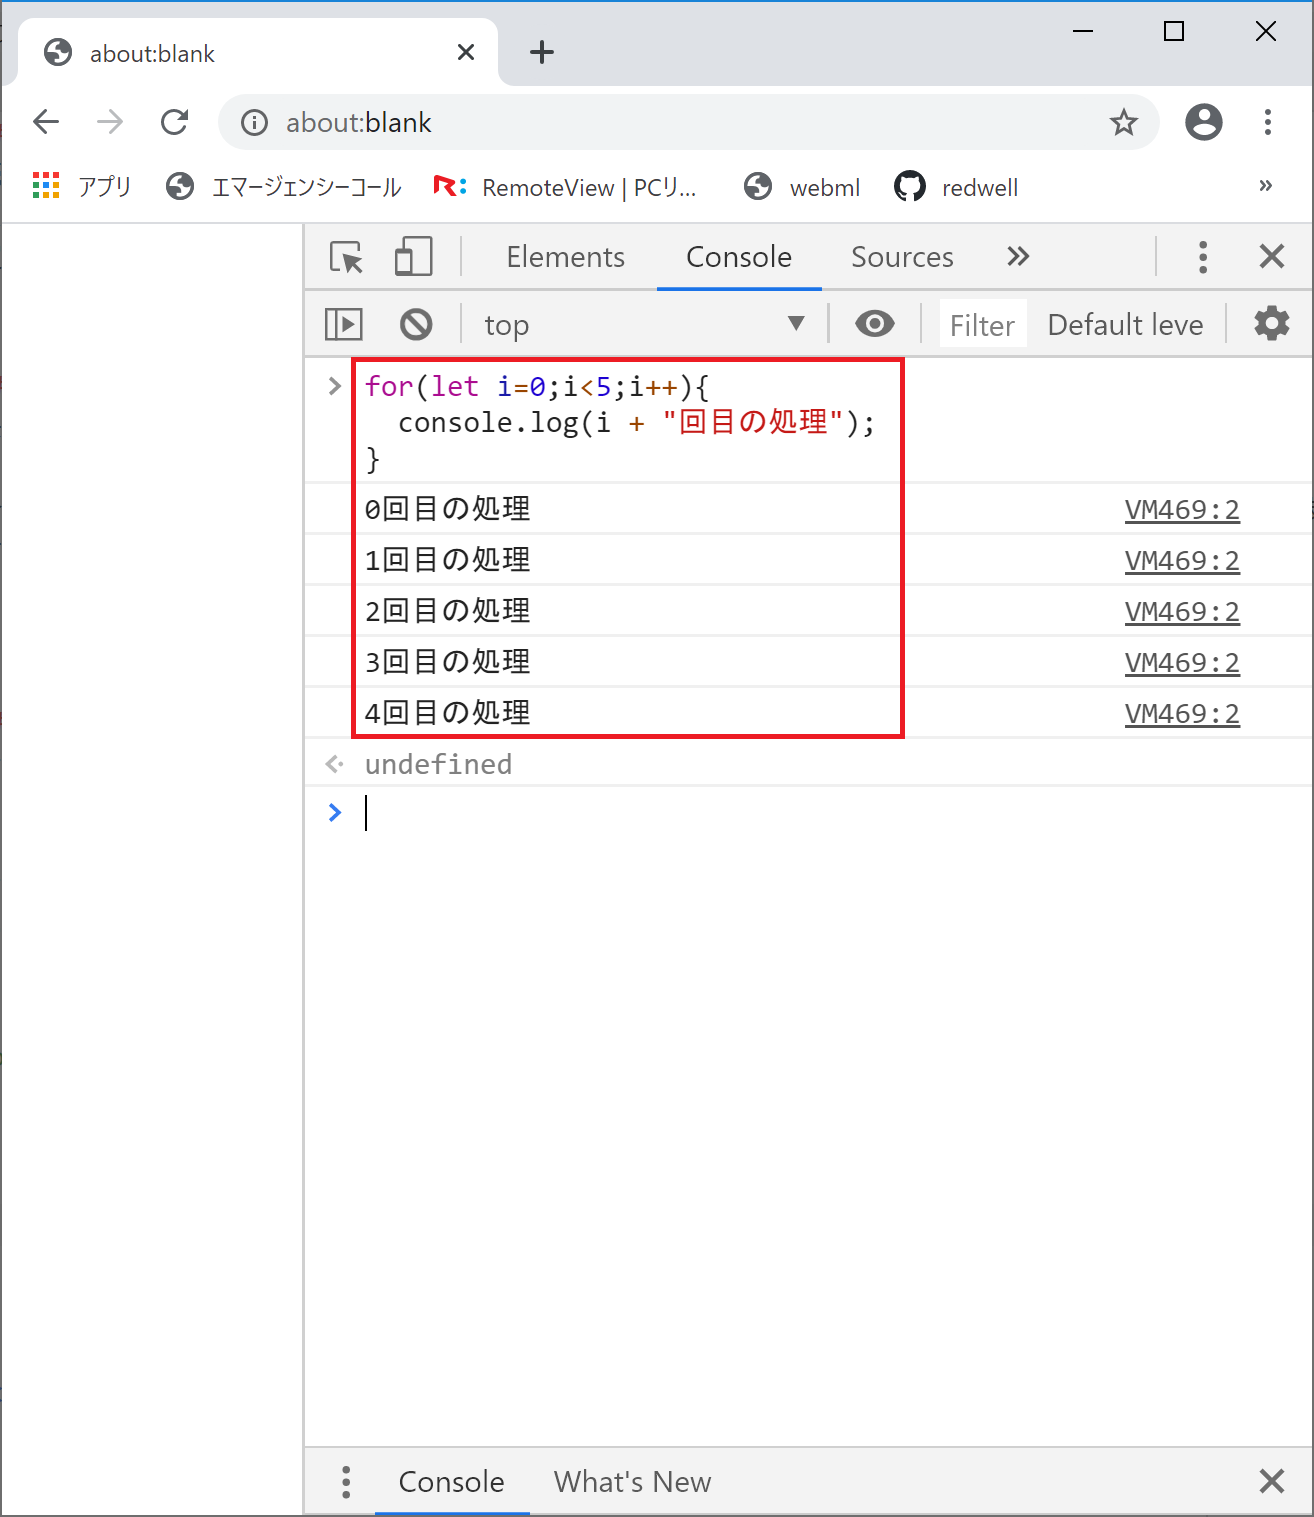 about:blank
about:blank
アプリ エマージェンシーコール RemoteView | PCリ... webml redwell »
Elements Console Sources »
top Filter Default leve
for(let i=0;i<5;i++){
  console.log(i + "回目の処理");
}
0回目の処理 VM469:2
1回目の処理 VM469:2
2回目の処理 VM469:2
3回目の処理 VM469:2
4回目の処理 VM469:2
undefined
Console What's New